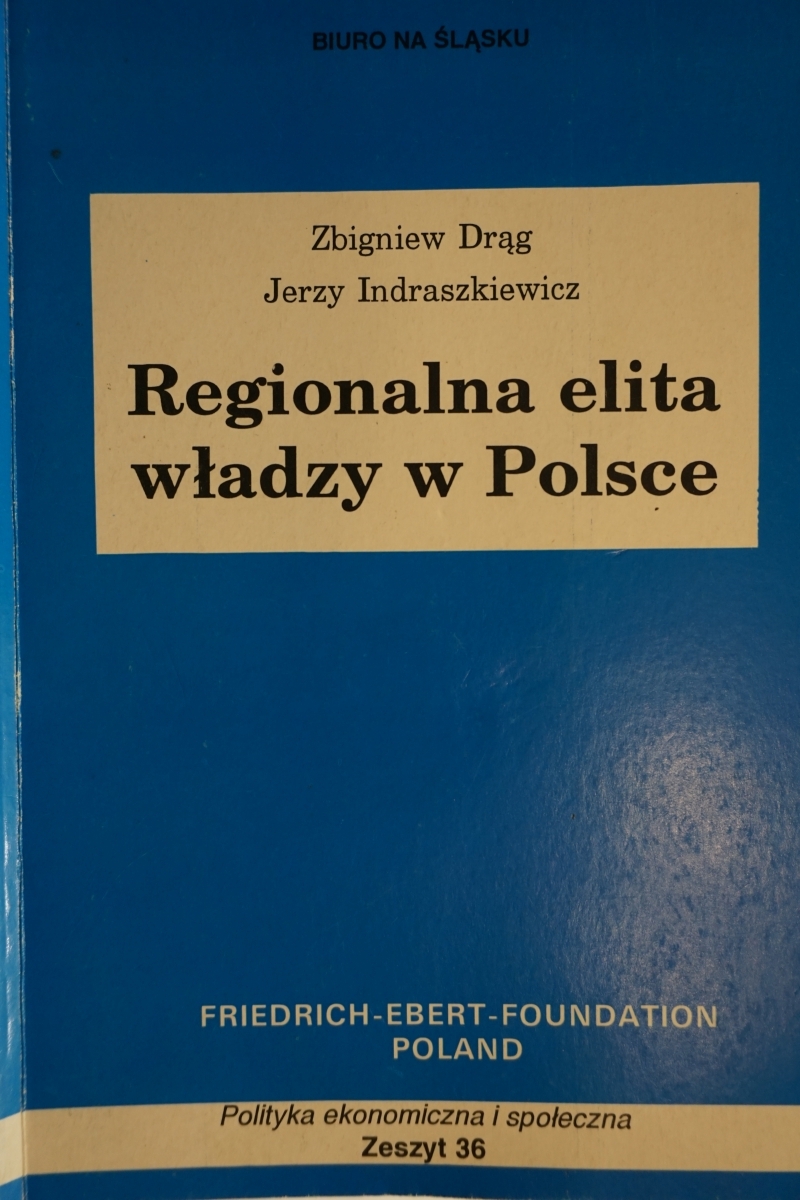 BIURO NA ŚLĄSKU
Zbigniew Drąg
Jerzy Indraszkiewicz
Regionalna elita
władzy w Polsce
FRIEDRICH-EBERT-FOUNDATION
POLAND
Polityka ekonomiczna i społeczna
Zeszyt 36